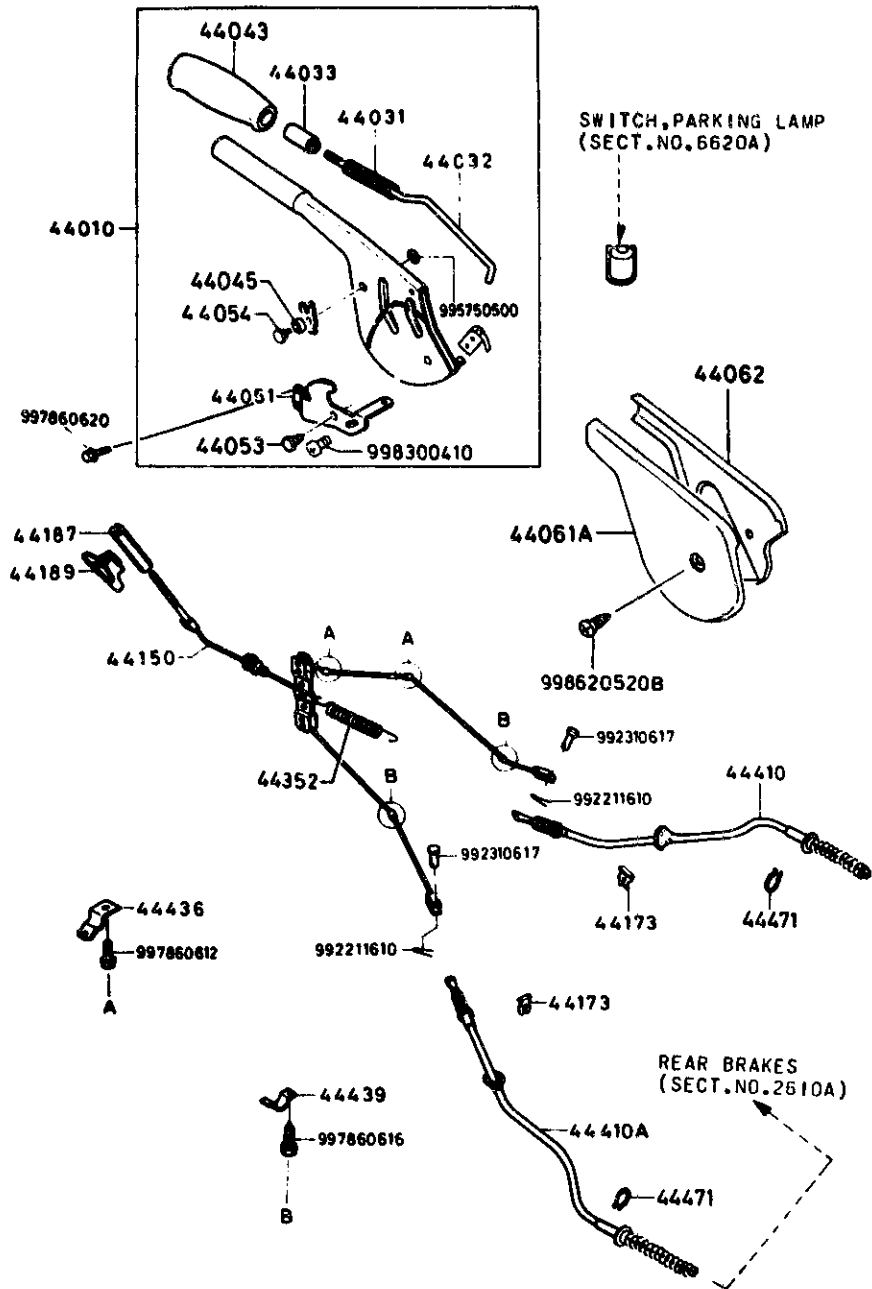 44043
44033
44031
44C32
SWITCH,PARKING LAMP
(SECT.NO.6620A)
44010
44045
44054
995750500
44051
997860620
44053
998300410
44062
44061A
998620520B
44187
44189
44150
A
A
B
992310617
44352
B
992211610
44410
992310617
44173
44471
44436
997860612
A
992211610
44173
44439
997860616
B
REAR BRAKES
(SECT.NO.2610A)
44410A
44471